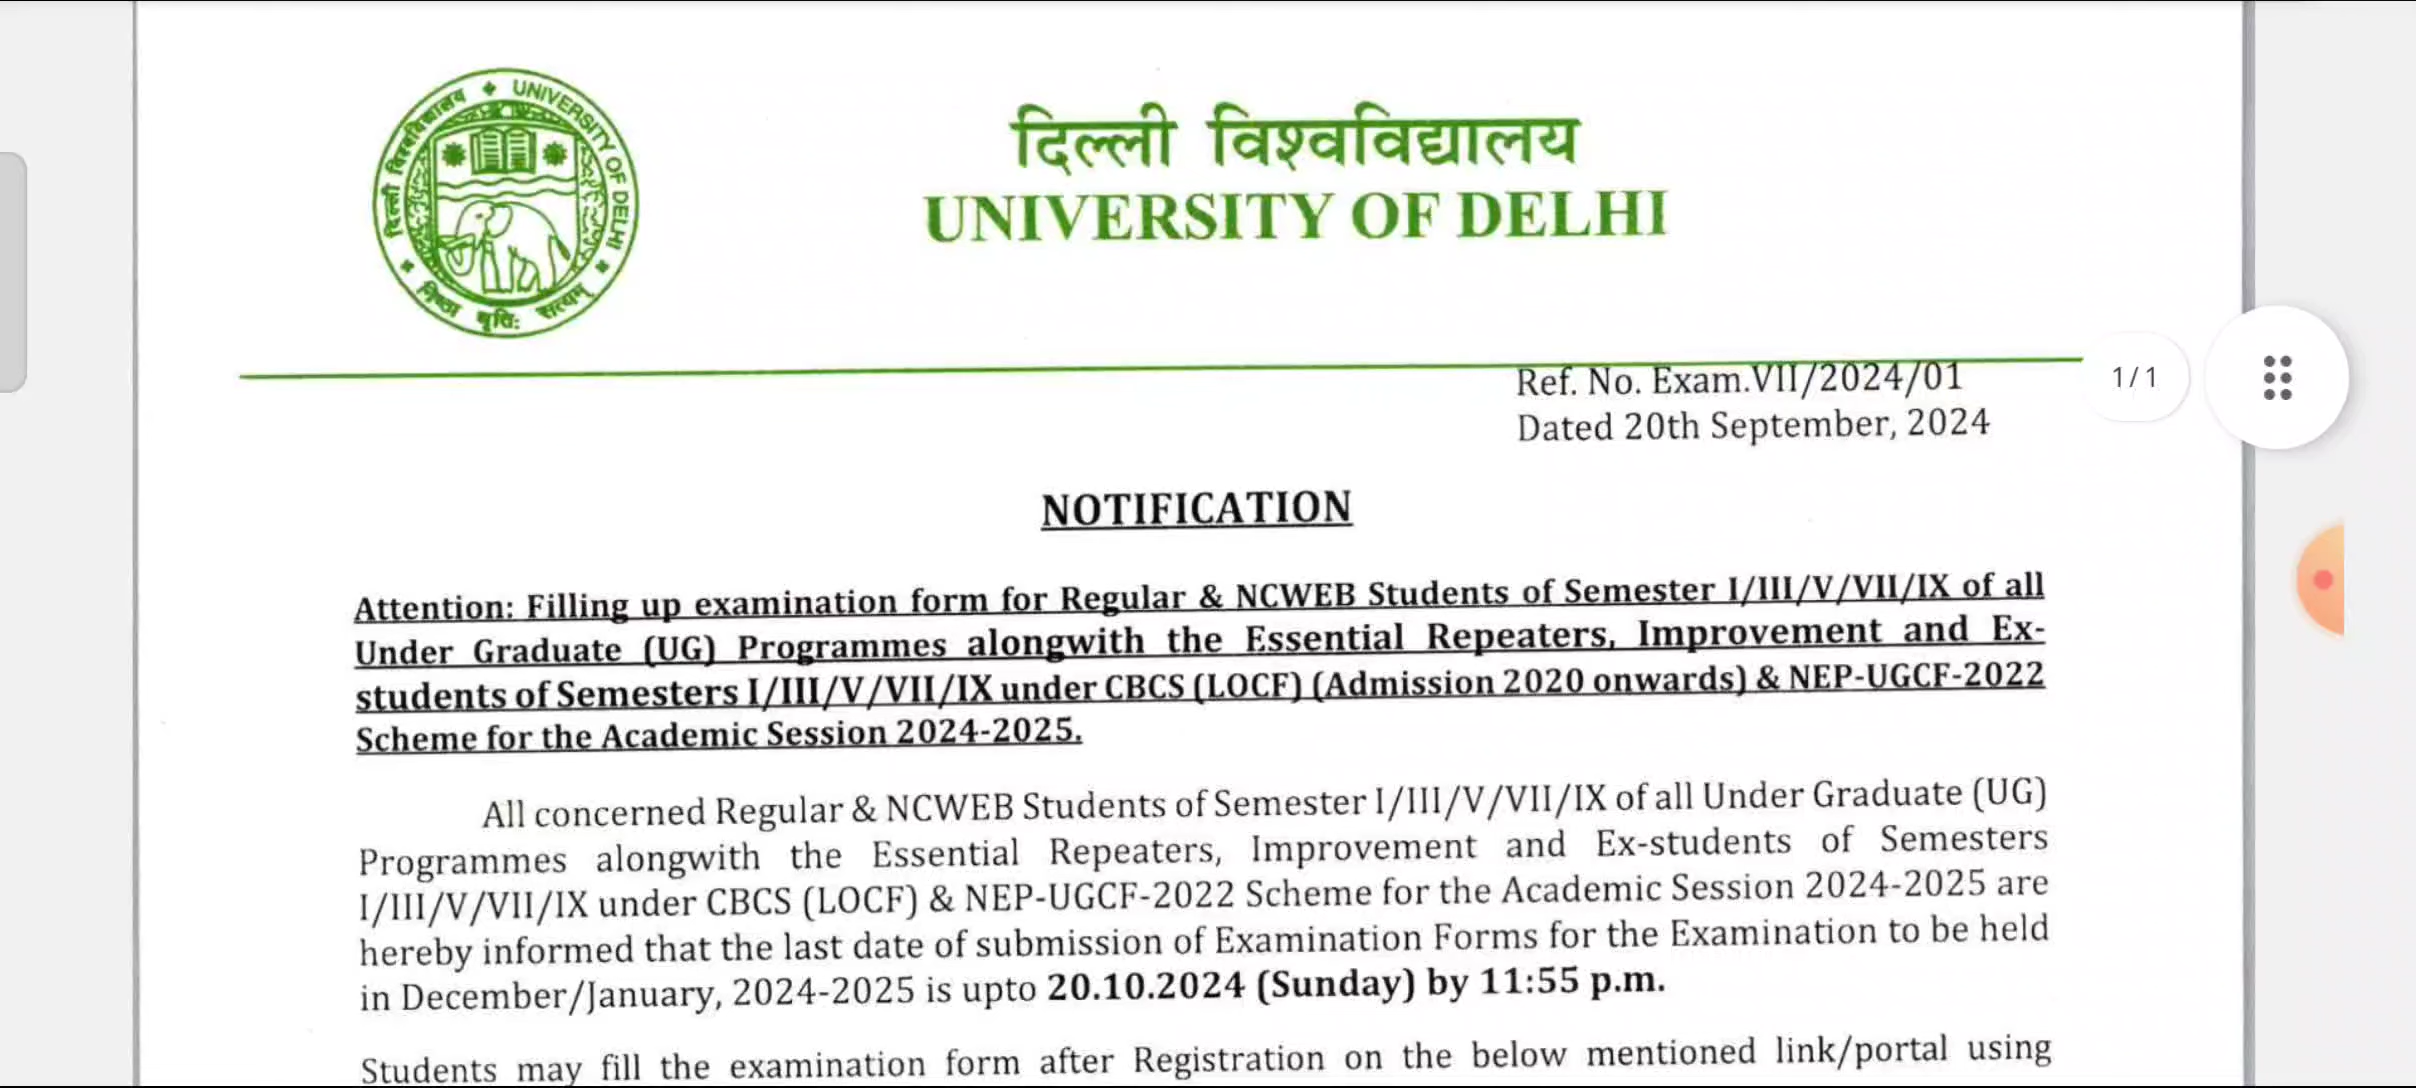 दिल्ली विश्वविद्यालय UNIVERSITY OF DELHI
निष्ठा धृति: सत्यम्
दिल्ली विश्वविद्यालय
UNIVERSITY OF DELHI
Ref. No. Exam.VII/2024/01
Dated 20th September, 2024
1/1
NOTIFICATION
Attention: Filling up examination form for Regular & NCWEB Students of Semester I/III/V/VII/IX of all
Under Graduate (UG) Programmes alongwith the Essential Repeaters, Improvement and Ex-
students of Semesters I/III/V/VII/IX under CBCS (LOCF) (Admission 2020 onwards) & NEP-UGCF-2022
Scheme for the Academic Session 2024-2025.
All concerned Regular & NCWEB Students of Semester I/III/V/VII/IX of all Under Graduate (UG)
Programmes alongwith the Essential Repeaters, Improvement and Ex-students of Semesters
I/III/V/VII/IX under CBCS (LOCF) & NEP-UGCF-2022 Scheme for the Academic Session 2024-2025 are
hereby informed that the last date of submission of Examination Forms for the Examination to be held
in December/January, 2024-2025 is upto 20.10.2024 (Sunday) by 11:55 p.m.
Students may fill the examination form after Registration on the below mentioned link/portal using